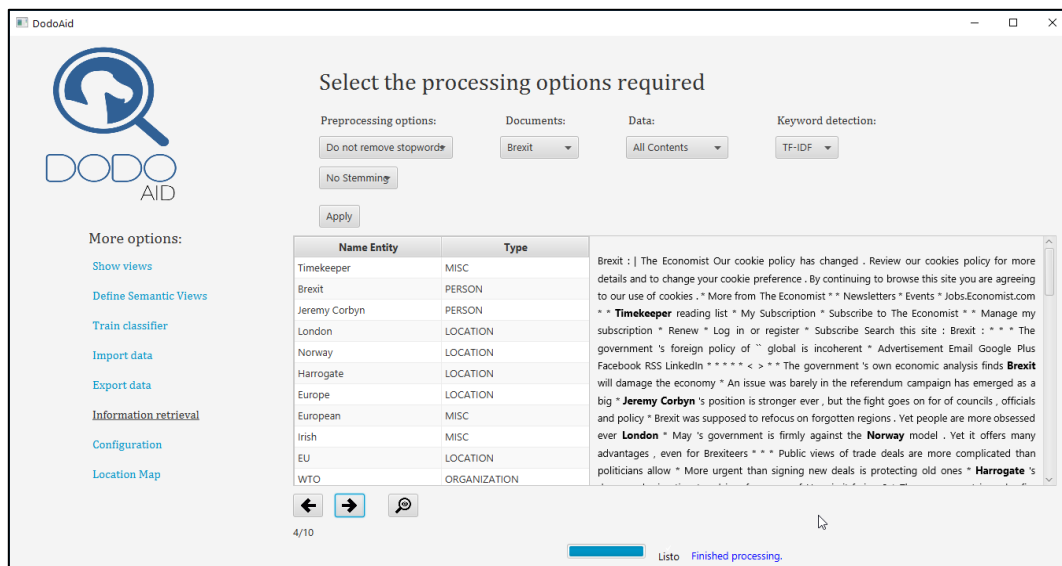 DodoAid
DODO
AID
Select the processing options required
Preprocessing options:
Documents:
Data:
Keyword detection:
Do not remove stopwords
Brexit
All Contents
TF-IDF
No Stemming
Apply
More options:
Show views
Define Semantic Views
Train classifier
Import data
Export data
Information retrieval
Configuration
Location Map
Name Entity Type
Timekeeper MISC
Brexit PERSON
Jeremy Corbyn PERSON
London LOCATION
Norway LOCATION
Harrogate LOCATION
Europe LOCATION
European MISC
Irish MISC
EU LOCATION
WTO ORGANIZATION
Brexit : | The Economist Our cookie policy has changed . Review our cookies policy for more
details and to change your cookie preference . By continuing to browse this site you are agreeing
to our use of cookies . * More from The Economist * * Newsletters * Events * Jobs.Economist.com
* * Timekeeper reading list * My Subscription * Subscribe to The Economist * * Manage my
subscription * Renew * Log in or register * Subscribe Search this site : Brexit : * * * The
government 's foreign policy of `` global is incoherent * Advertisement Email Google Plus
Facebook RSS LinkedIn * * * * * < > * * The government 's own economic analysis finds Brexit
will damage the economy * An issue was barely in the referendum campaign has emerged as a
big * Jeremy Corbyn 's position is stronger ever , but the fight goes on for of councils , officials
and policy * Brexit was supposed to refocus on forgotten regions . Yet people are more obsessed
ever London * May 's government is firmly against the Norway model . Yet it offers many
advantages , even for Brexiteers * * * Public views of trade deals are more complicated than
politicians allow * More urgent than signing new deals is protecting old ones * Harrogate 's
4/10
Listo Finished processing.